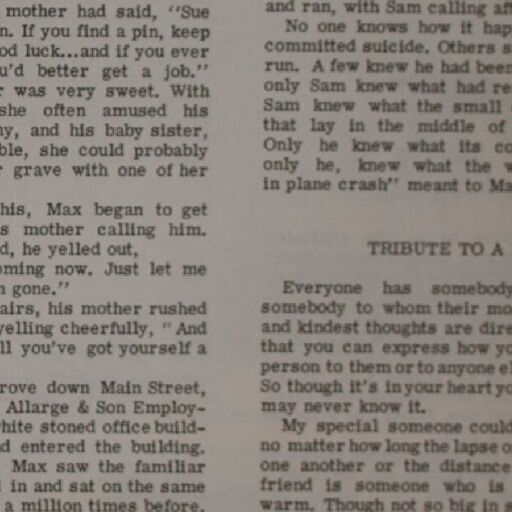 mother had said, "Sue
n. If you find a pin, keep
od luck...and if you ever
u'd better get a job."
was very sweet. With
she often amused his
ny, and his baby sister,
ble, she could probably
grave with one of her
his, Max began to get
s mother calling him.
d, he yelled out,
oming now. Just let me
n gone."
airs, his mother rushed
yelling cheerfully, "And
ll you've got yourself a
rove down Main Street,
Allarge & Son Employ-
hite stoned office build-
d entered the building.
Max saw the familiar
in and sat on the same
a million times before.
and ran, with Sam calling aft
No one knows how it hap
committed suicide. Others s
run. A few knew he had been
only Sam knew what had re
Sam knew what the small
that lay in the middle of
Only he knew what its co
only he, knew what the w
in plane crash" meant to Ma
TRIBUTE TO A
Everyone has somebody
somebody to whom their mo
and kindest thoughts are dire
that you can express how yo
person to them or to anyone el
So though it's in your heart yo
may never know it.
My special someone could
no matter how long the lapse o
one another or the distance
friend is someone who is
warm. Though not so big in s